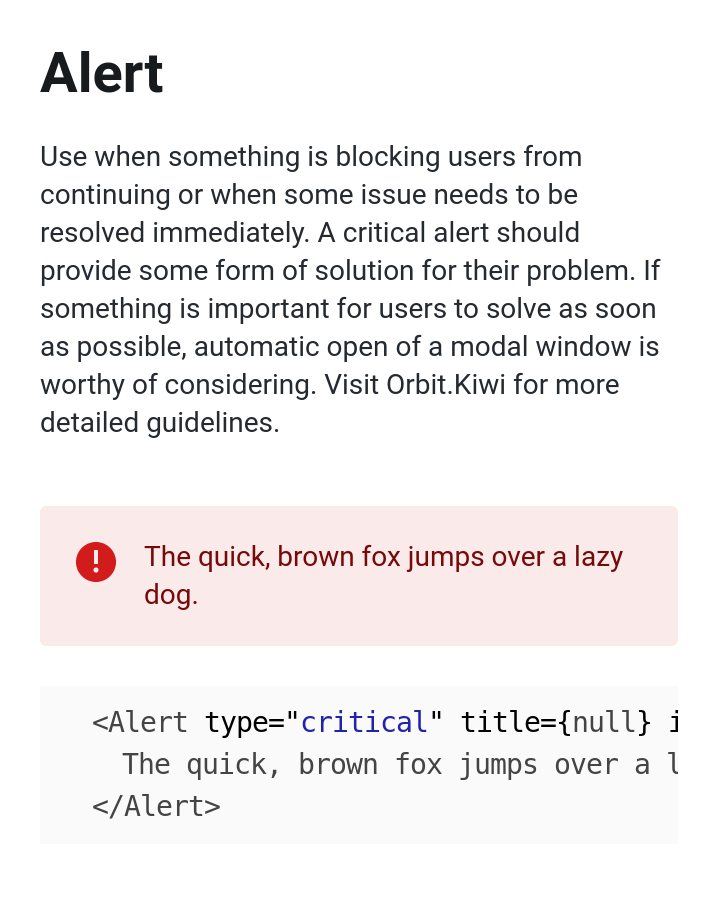 Alert
Use when something is blocking users from
continuing or when some issue needs to be
resolved immediately. A critical alert should
provide some form of solution for their problem. If
something is important for users to solve as soon
as possible, automatic open of a modal window is
worthy of considering. Visit Orbit.Kiwi for more
detailed guidelines.
The quick, brown fox jumps over a lazy
dog.
<Alert type="critical" title={null} i
The quick, brown fox jumps over a l
</Alert>